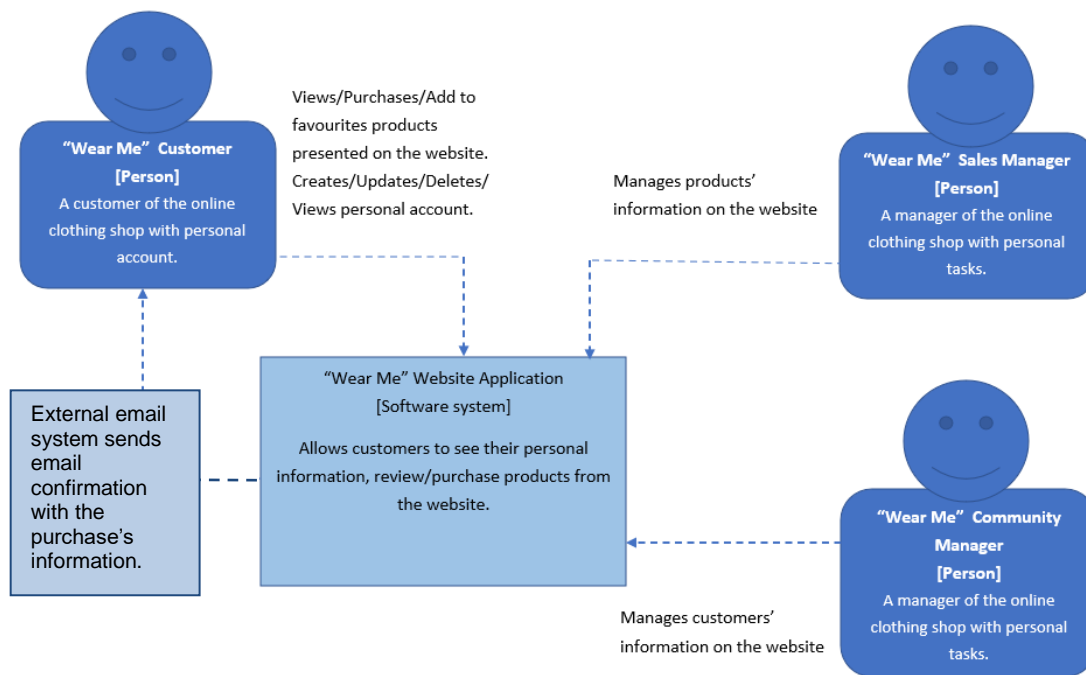 “Wear Me” Customer
[Person]
A customer of the online
clothing shop with personal
account.
Views/Purchases/Add to
favourites products
presented on the website.
Creates/Updates/Deletes/
Views personal account.
Manages products’
information on the website
“Wear Me” Sales Manager
[Person]
A manager of the online
clothing shop with personal
tasks.
External email
system sends
email
confirmation
with the
purchase’s
information.
“Wear Me” Website Application
[Software system]
Allows customers to see their personal
information, review/purchase products from
the website.
Manages customers’
information on the website
“Wear Me” Community
Manager
[Person]
A manager of the online
clothing shop with personal
tasks.